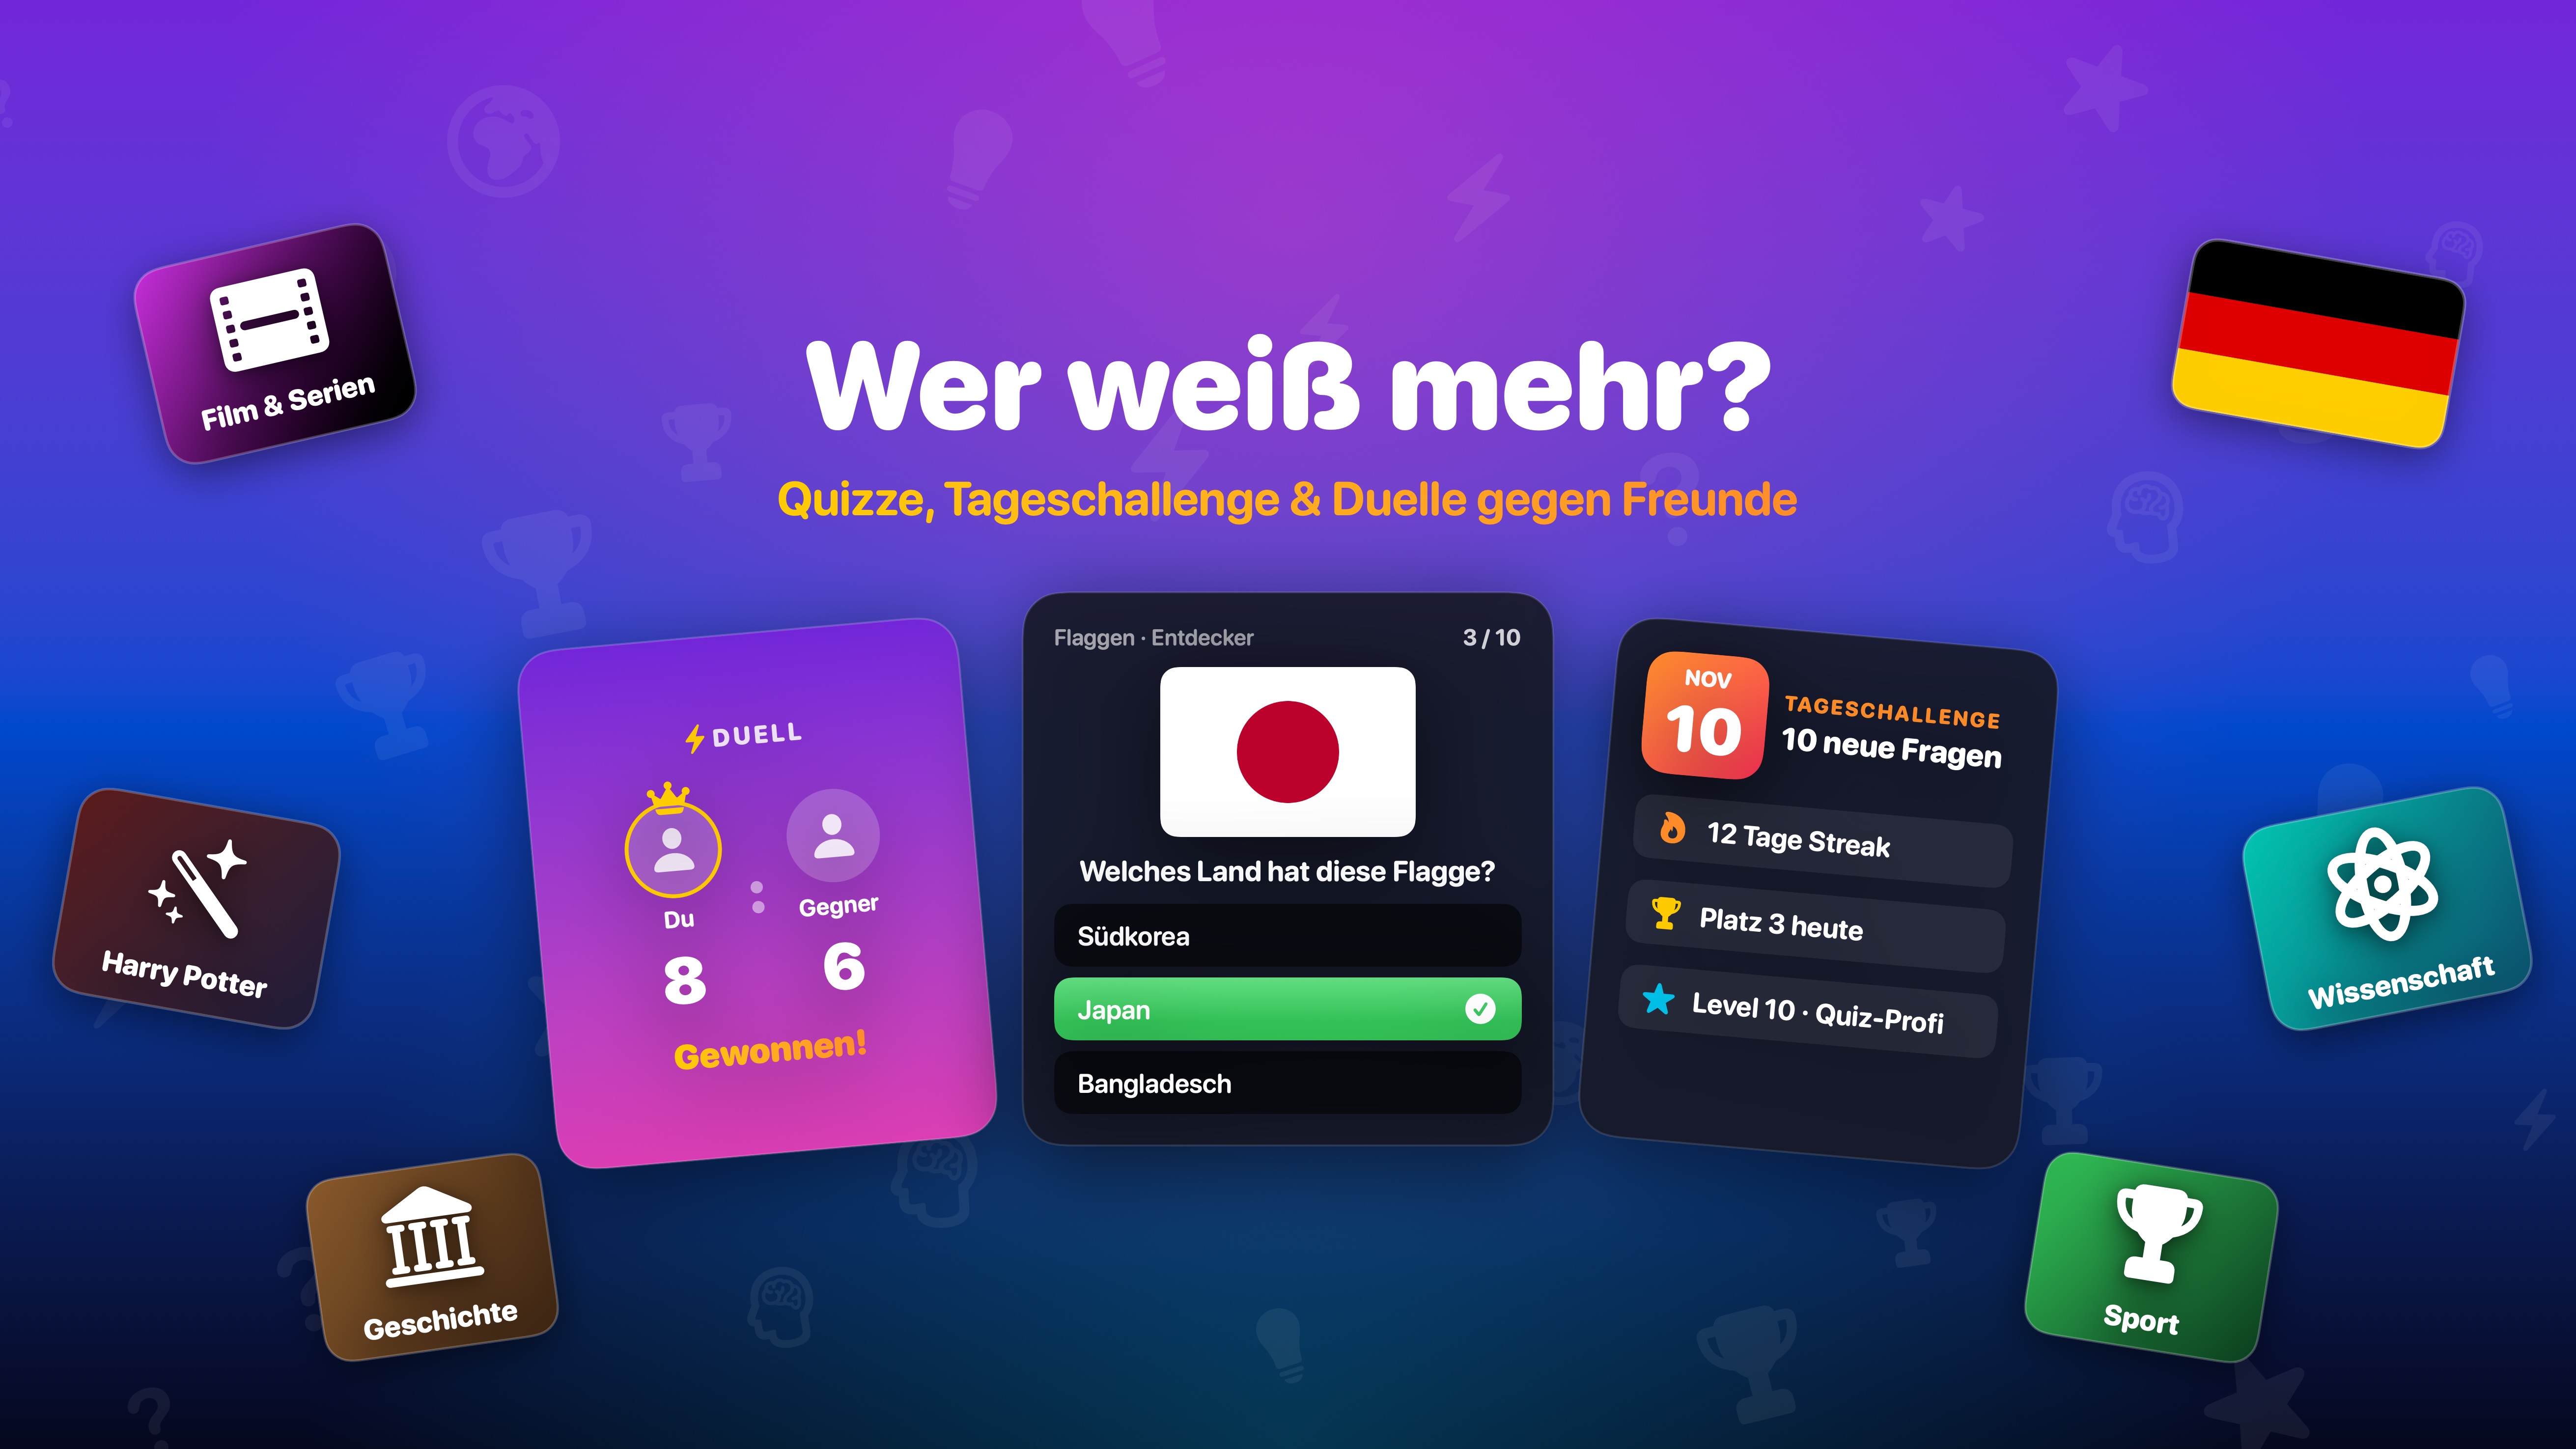 Wer weiß mehr?
Quizze, Tageschallenge & Duelle gegen Freunde
Film & Serien
Harry Potter
Geschichte
DUELL
Du
:
Gegner
8
6
Gewonnen!
Flaggen · Entdecker
3 / 10
Welches Land hat diese Flagge?
Südkorea
Japan
Bangladesch
NOV
10
TAGESCHALLENGE
10 neue Fragen
12 Tage Streak
Platz 3 heute
Level 10 · Quiz-Profi
Wissenschaft
Sport